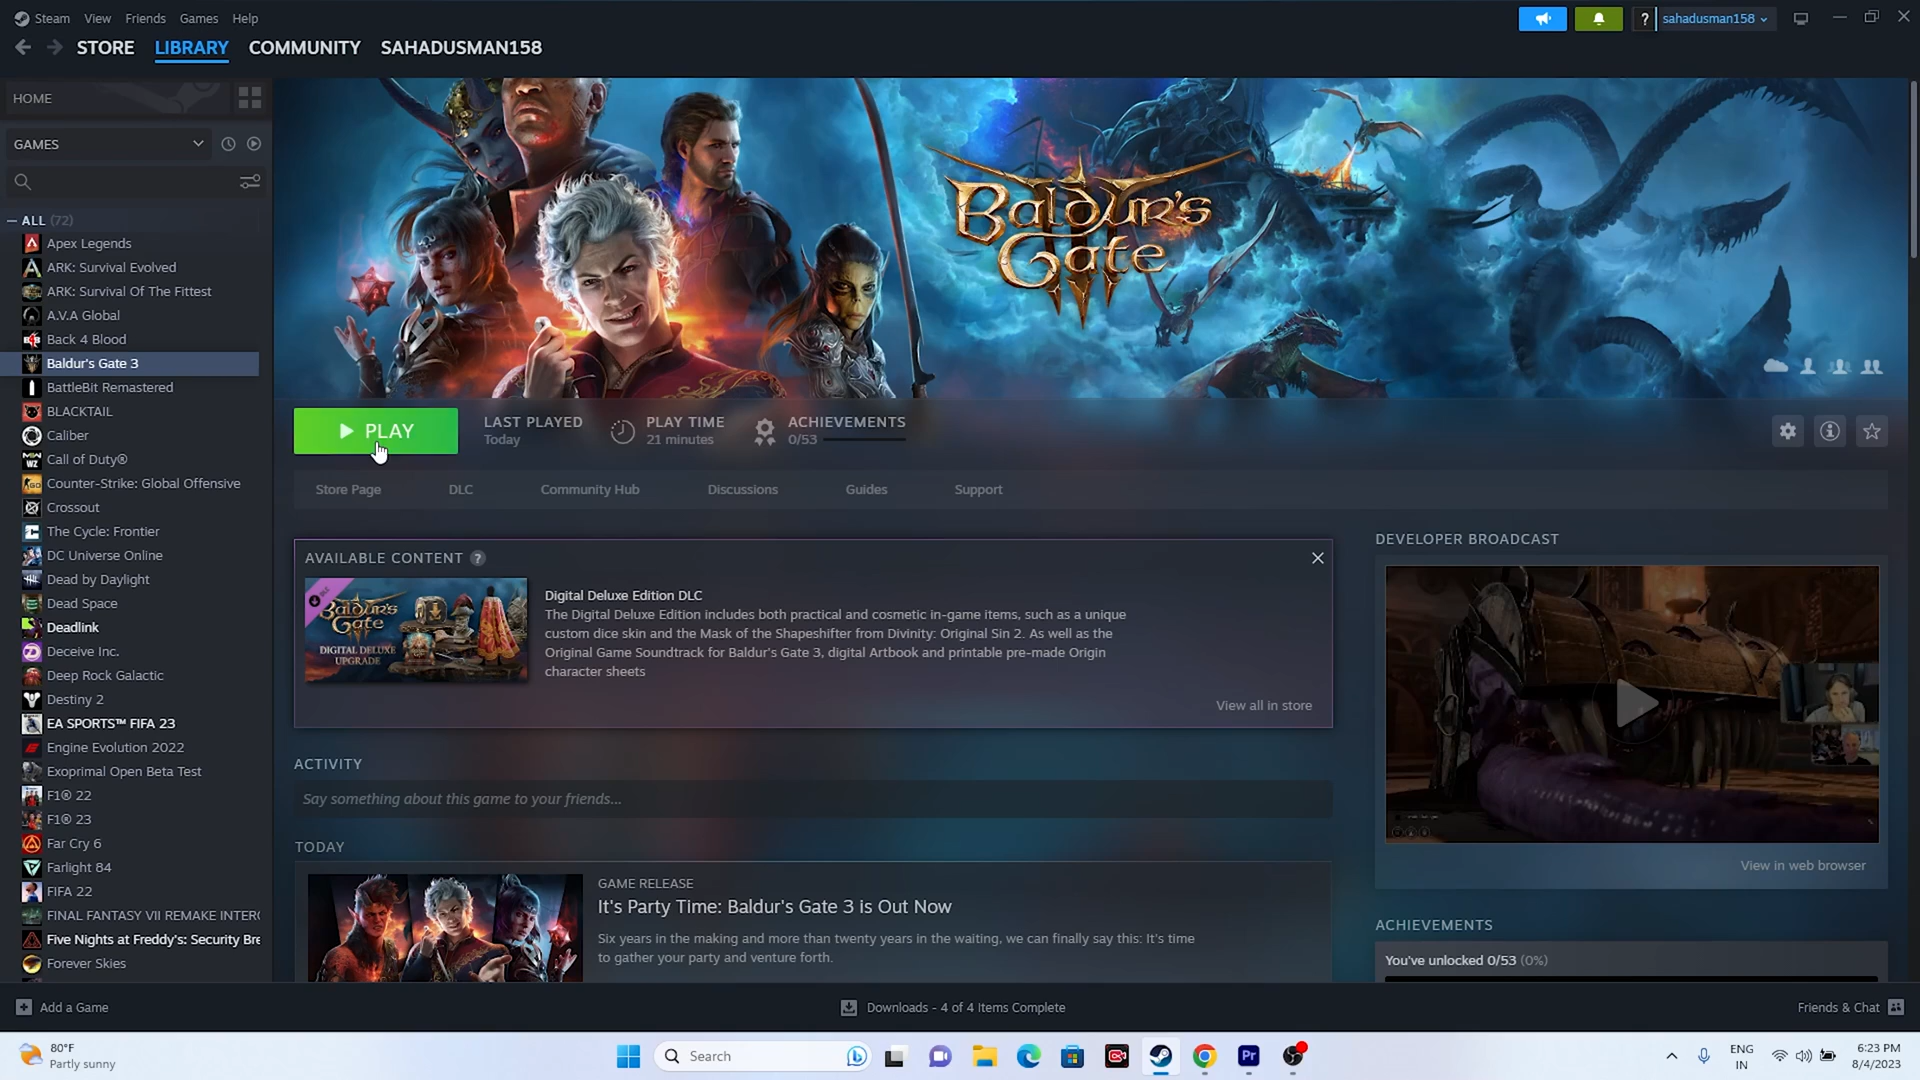 Steam View Friends Games Help
? sahadusman158
STORE LIBRARY COMMUNITY SAHADUSMAN158
HOME
GAMES
ALL (72)
Apex Legends
ARK: Survival Evolved
ARK: Survival Of The Fittest
A.V.A Global
Back 4 Blood
Baldur's Gate 3
BattleBit Remastered
BLACKTAIL
Caliber
Call of Duty®
Counter-Strike: Global Offensive
Crossout
The Cycle: Frontier
DC Universe Online
Dead by Daylight
Dead Space
Deadlink
Deceive Inc.
Deep Rock Galactic
Destiny 2
EA SPORTS™ FIFA 23
Engine Evolution 2022
Exoprimal Open Beta Test
F1® 22
F1® 23
Far Cry 6
Farlight 84
FIFA 22
FINAL FANTASY VII REMAKE INTERG
Five Nights at Freddy's: Security Bre
Forever Skies
Baldur's
Gate
PLAY
LAST PLAYED
Today
PLAY TIME
21 minutes
ACHIEVEMENTS
0/53
Store Page DLC Community Hub Discussions Guides Support
AVAILABLE CONTENT ?
Baldur's
Gate
DIGITAL DELUXE
UPGRADE
Digital Deluxe Edition DLC
The Digital Deluxe Edition includes both practical and cosmetic in-game items, such as a unique
custom dice skin and the Mask of the Shapeshifter from Divinity: Original Sin 2. As well as the
Original Game Soundtrack for Baldur's Gate 3, digital Artbook and printable pre-made Origin
character sheets
View all in store
ACTIVITY
Say something about this game to your friends...
TODAY
GAME RELEASE
It's Party Time: Baldur's Gate 3 is Out Now
Six years in the making and more than twenty years in the waiting, we can finally say this: It's time
to gather your party and venture forth.
DEVELOPER BROADCAST
View in web browser
ACHIEVEMENTS
You've unlocked 0/53 (0%)
Add a Game
Downloads - 4 of 4 Items Complete
Friends & Chat
80°F
Partly sunny
Search
Pr
ENG
IN
6:23 PM
8/4/2023